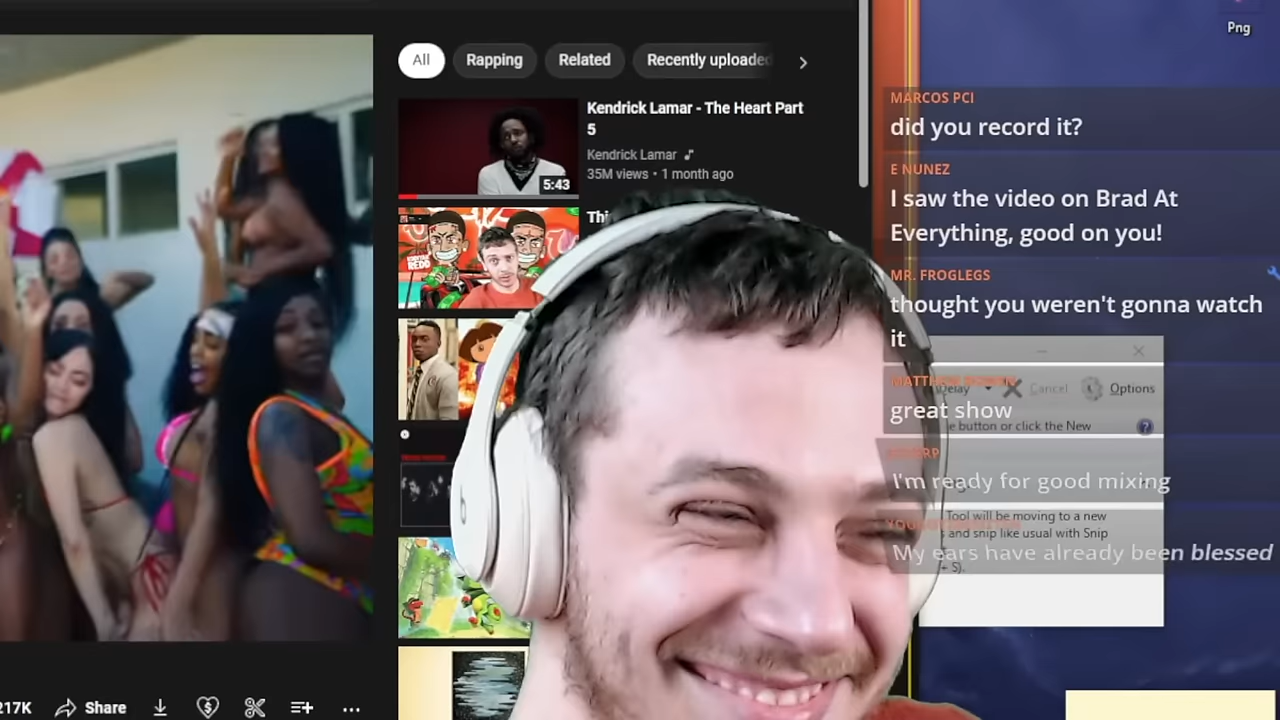 Png
All
Rapping
Related
Recently uploaded
Kendrick Lamar - The Heart Part
5
Kendrick Lamar
35M views • 1 month ago
5:43
Thi
MARCOS PCI
did you record it?
E NUNEZ
I saw the video on Brad At
Everything, good on you!
MR. FROGLEGS
thought you weren't gonna watch
it
Delay
Cancel
Options
great show
e button or click the New
I'm ready for good mixing
Tool will be moving to a new
s and snip like usual with Snip
My ears have already been blessed
+ S).
217K
Share